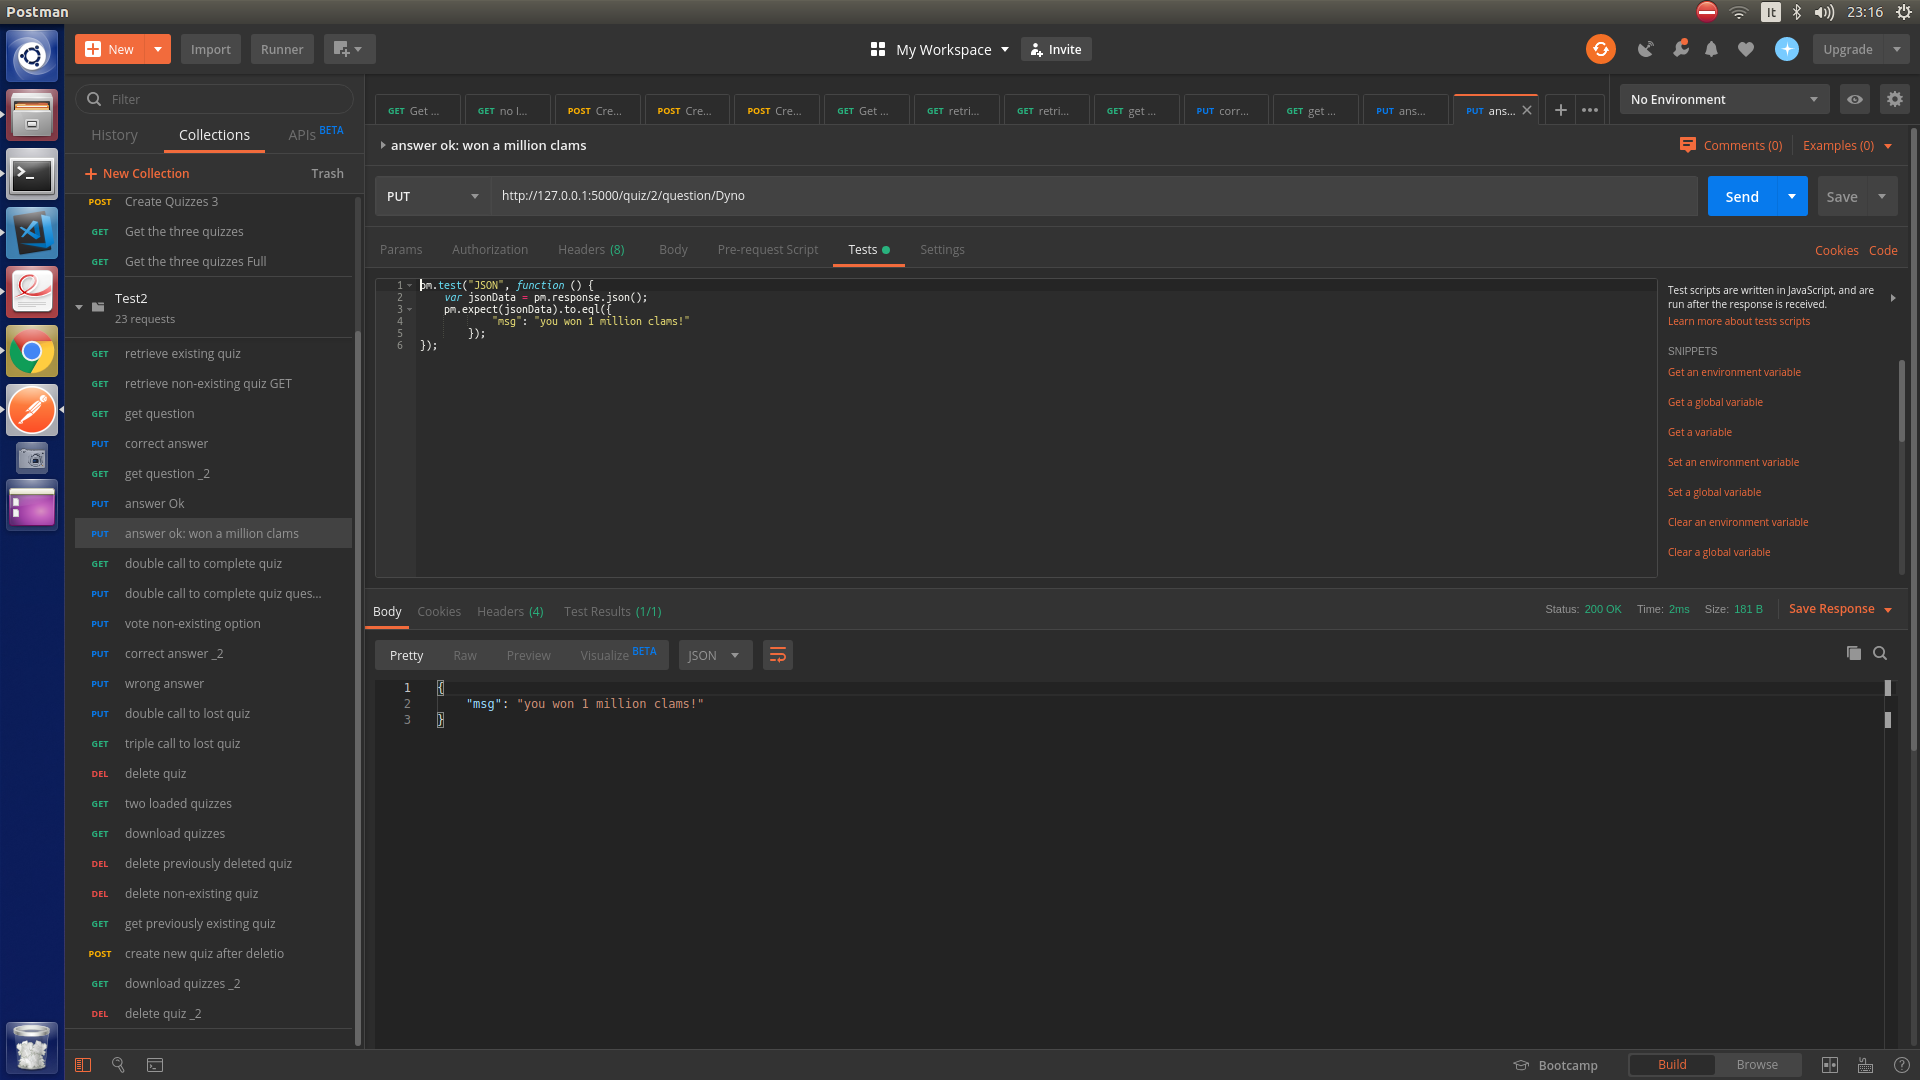 Postman
lt
23:16
New
Import
Runner
My Workspace
Invite
Upgrade
Filter
History
Collections
APIs BETA
New Collection
Trash
POST Create Quizzes 3
GET Get the three quizzes
GET Get the three quizzes Full
Test2
23 requests
GET retrieve existing quiz
GET retrieve non-existing quiz GET
GET get question
PUT correct answer
GET get question _2
PUT answer Ok
PUT answer ok: won a million clams
GET double call to complete quiz
PUT double call to complete quiz ques...
PUT vote non-existing option
PUT correct answer _2
PUT wrong answer
PUT double call to lost quiz
GET triple call to lost quiz
DEL delete quiz
GET two loaded quizzes
GET download quizzes
DEL delete previously deleted quiz
DEL delete non-existing quiz
GET get previously existing quiz
POST create new quiz after deletio
GET download quizzes _2
DEL delete quiz _2
GET Get ...
GET no l...
POST Cre...
POST Cre...
POST Cre...
GET Get ...
GET retri...
GET retri...
GET get ...
PUT corr...
GET get ...
PUT ans...
PUT ans...
No Environment
answer ok: won a million clams
Comments (0)
Examples (0)
PUT
http://127.0.0.1:5000/quiz/2/question/Dyno
Send
Save
Params
Authorization
Headers (8)
Body
Pre-request Script
Tests
Settings
Cookies
Code
1 pm.test("JSON", function () {
2 var jsonData = pm.response.json();
3 pm.expect(jsonData).to.eql({
4 "msg": "you won 1 million clams!"
5 });
6 });
Test scripts are written in JavaScript, and are
run after the response is received.
Learn more about tests scripts
SNIPPETS
Get an environment variable
Get a global variable
Get a variable
Set an environment variable
Set a global variable
Clear an environment variable
Clear a global variable
Body
Cookies
Headers (4)
Test Results (1/1)
Status: 200 OK
Time: 2ms
Size: 181 B
Save Response
Pretty
Raw
Preview
Visualize BETA
JSON
1 {
2 "msg": "you won 1 million clams!"
3 }
Bootcamp
Build
Browse